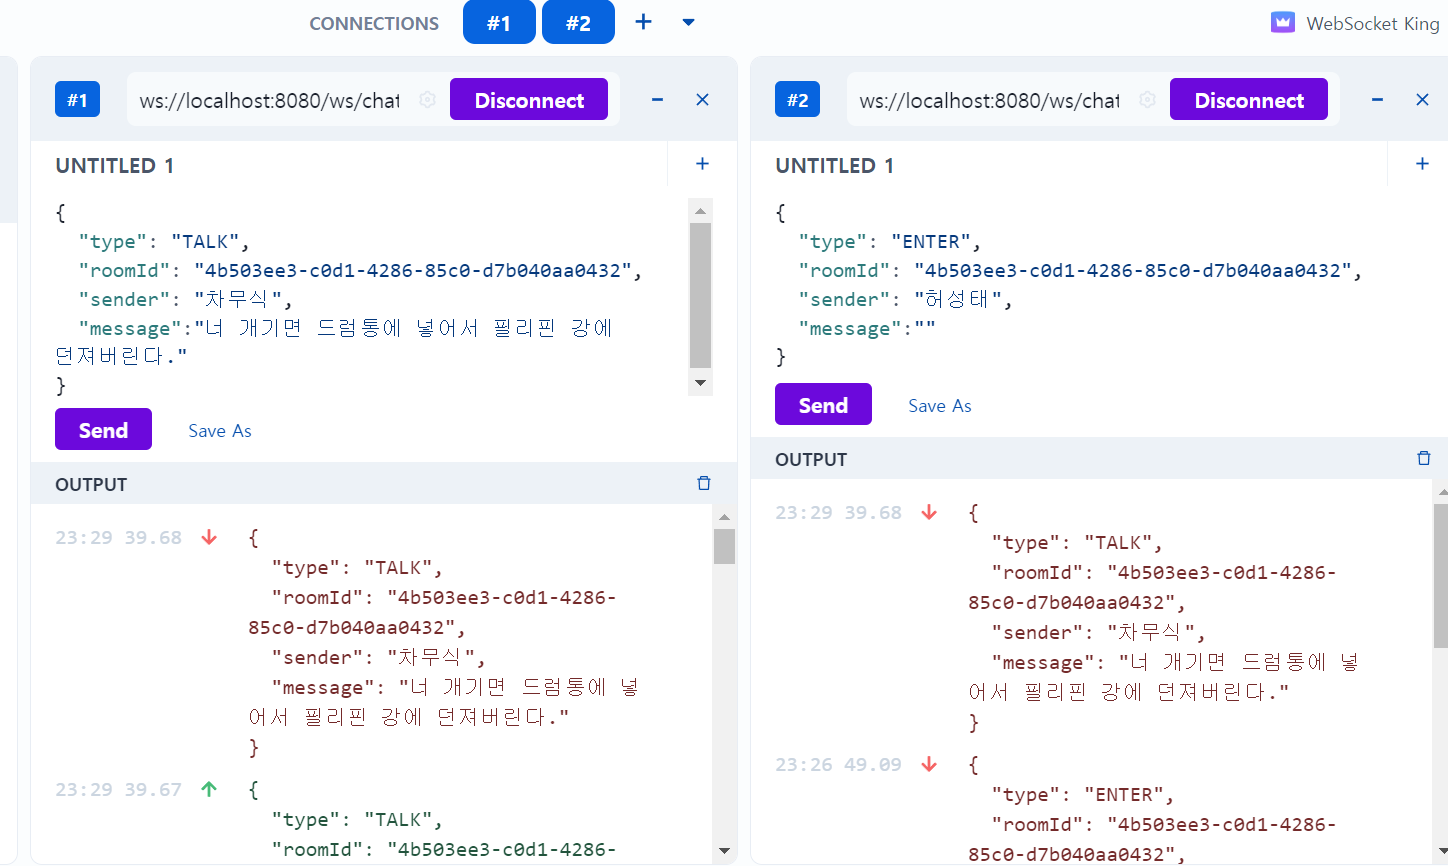 CONNECTIONS #1 #2 + WebSocket King
#1 ws://localhost:8080/ws/chat Disconnect
UNTITLED 1
{
"type": "TALK",
"roomId": "4b503ee3-c0d1-4286-85c0-d7b040aa0432",
"sender": "차무식",
"message":"너 개기면 드럼통에 넣어서 필리핀 강에
던져버린다."
}
Send Save As
OUTPUT
23:29 39.68 ↓ {
"type": "TALK",
"roomId": "4b503ee3-c0d1-4286-
85c0-d7b040aa0432",
"sender": "차무식",
"message": "너 개기면 드럼통에 넣
어서 필리핀 강에 던져버린다."
}
23:29 39.67 ↑ {
"type": "TALK",
"roomId": "4b503ee3-c0d1-4286-
#2 ws://localhost:8080/ws/chat Disconnect
UNTITLED 1
{
"type": "ENTER",
"roomId": "4b503ee3-c0d1-4286-85c0-d7b040aa0432",
"sender": "허성태",
"message":""
}
Send Save As
OUTPUT
23:29 39.68 ↓ {
"type": "TALK",
"roomId": "4b503ee3-c0d1-4286-
85c0-d7b040aa0432",
"sender": "차무식",
"message": "너 개기면 드럼통에 넣
어서 필리핀 강에 던져버린다."
}
23:26 49.09 ↓ {
"type": "ENTER",
"roomId": "4b503ee3-c0d1-4286-
85c0-d7b040aa0432",